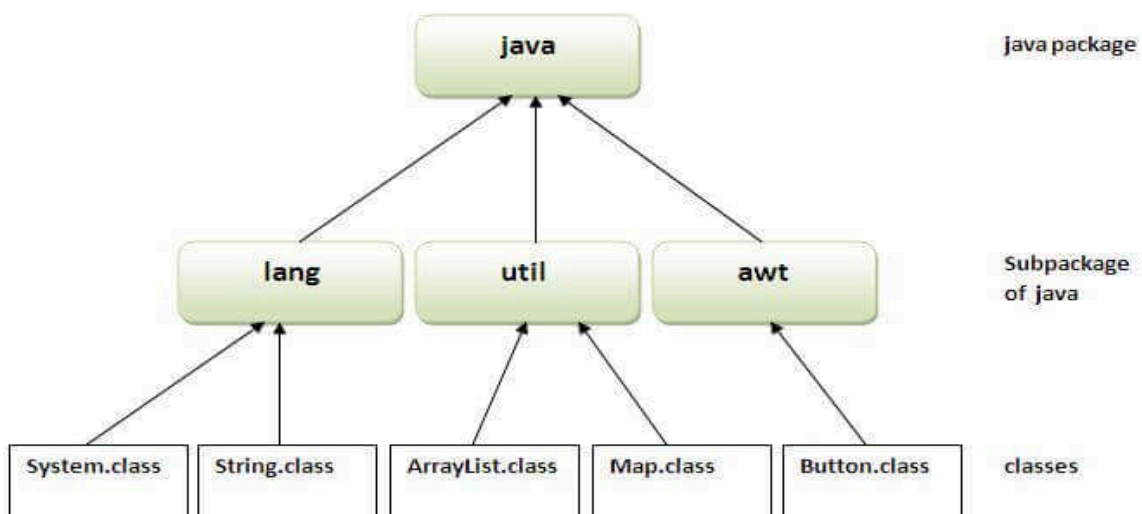 java
java package
lang
util
awt
Subpackage
of java
System.class
String.class
ArrayList.class
Map.class
Button.class
classes